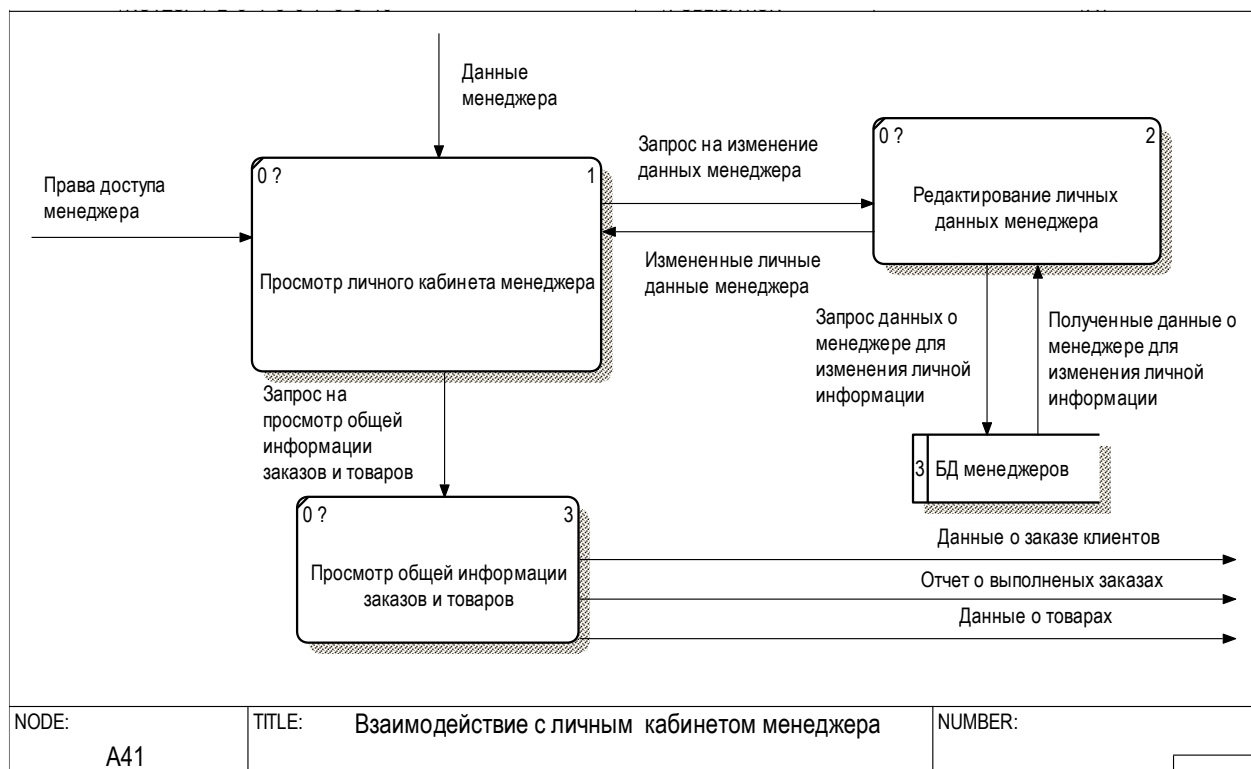 Данные
менеджера
Права доступа
менеджера
0 ?
1
Просмотр личного кабинета менеджера
Запрос на изменение
данных менеджера
0 ?
2
Редактирование личных
данных менеджера
Измененные личные
данные менеджера
Запрос данных о
менеджере для
изменения личной
информации
Полученные данные о
менеджере для
изменения личной
информации
Запрос на
просмотр общей
информации
заказов и товаров
3
БД менеджеров
0 ?
3
Просмотр общей информации
заказов и товаров
Данные о заказе клиентов
Отчет о выполненых заказах
Данные о товарах
NODE:
A41
TITLE:
Взаимодействие с личным кабинетом менеджера
NUMBER: